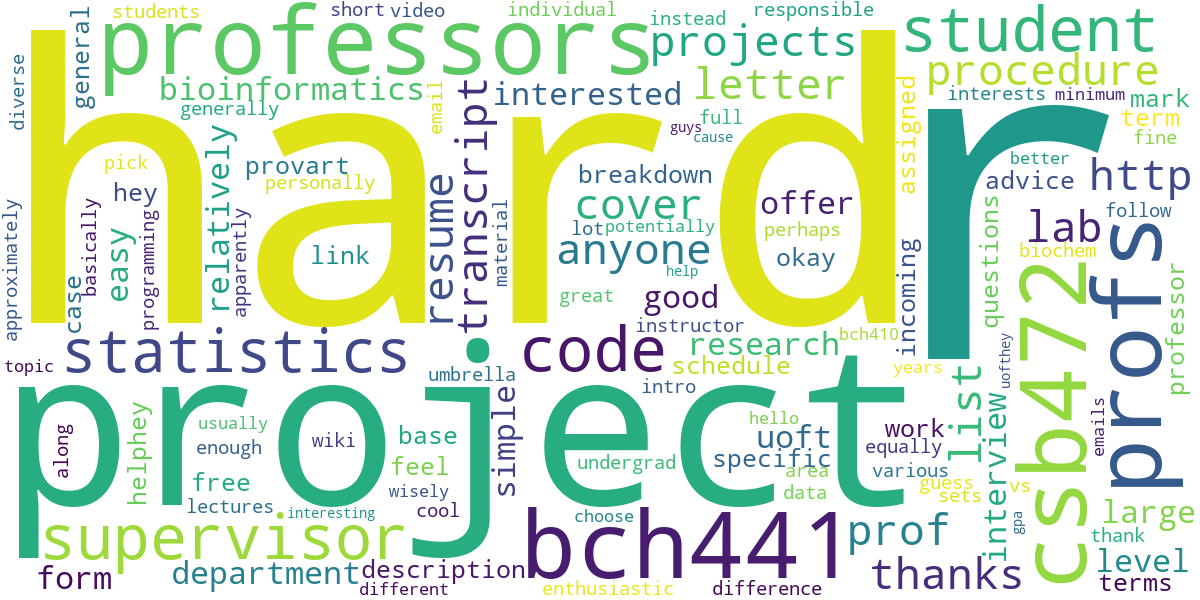 students
short
video
individual
responsible
professors
instead
interests
student
projects
diverse
general
bioinformatics
generally
email
interested
letter
procedure
minimum
mark
term
fine
hard
r
guys
cause
full
assigned
pick
provart
personally
hey
relatively
transcript
material
breakdown
cover
lot
potentially
offer
perhaps
okay
better
advice
http
follow
lab
biochem
questions
approximately
basically
easy
programming
apparently
link
resume
anyone
help
great
good
incoming
case
statistics
code
instructor
research
bch410
schedule
years
uofthey
csb472
profs
professor
topic
umbrella
intro
list
interview
project
simple
hello
uoft
work
equally
specific
various
area
data
guess
sets
vs
emails
along
helphey
usually
enough
wiki
base
feel
free
wisely
cool
undergrad
lectures
interesting
supervisor
bch441
choose
prof
gpa
large
thank
level
terms
form
department
description
different
enthusiastic
difference
thanks